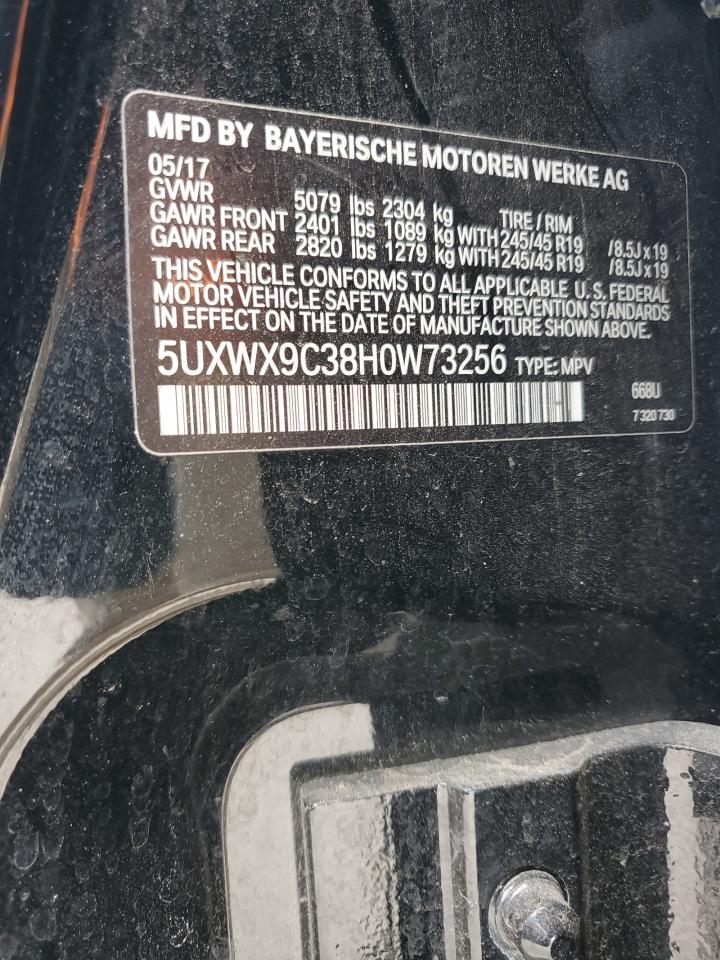 MFD BY BAYERISCHE MOTOREN WERKE AG
05/17
GVWR 5079 lbs 2304 kg TIRE / RIM
GAWR FRONT 2401 lbs 1089 kg WITH 245/45 R19 /8.5J x 19
GAWR REAR 2820 lbs 1279 kg WITH 245/45 R19 /8.5J x 19
THIS VEHICLE CONFORMS TO ALL APPLICABLE U.S. FEDERAL
MOTOR VEHICLE SAFETY AND THEFT PREVENTION STANDARDS
IN EFFECT ON THE DATE OF MANUFACTURE SHOWN ABOVE.
5UXWX9C38H0W73256 TYPE: MPV
668U
7 320 730